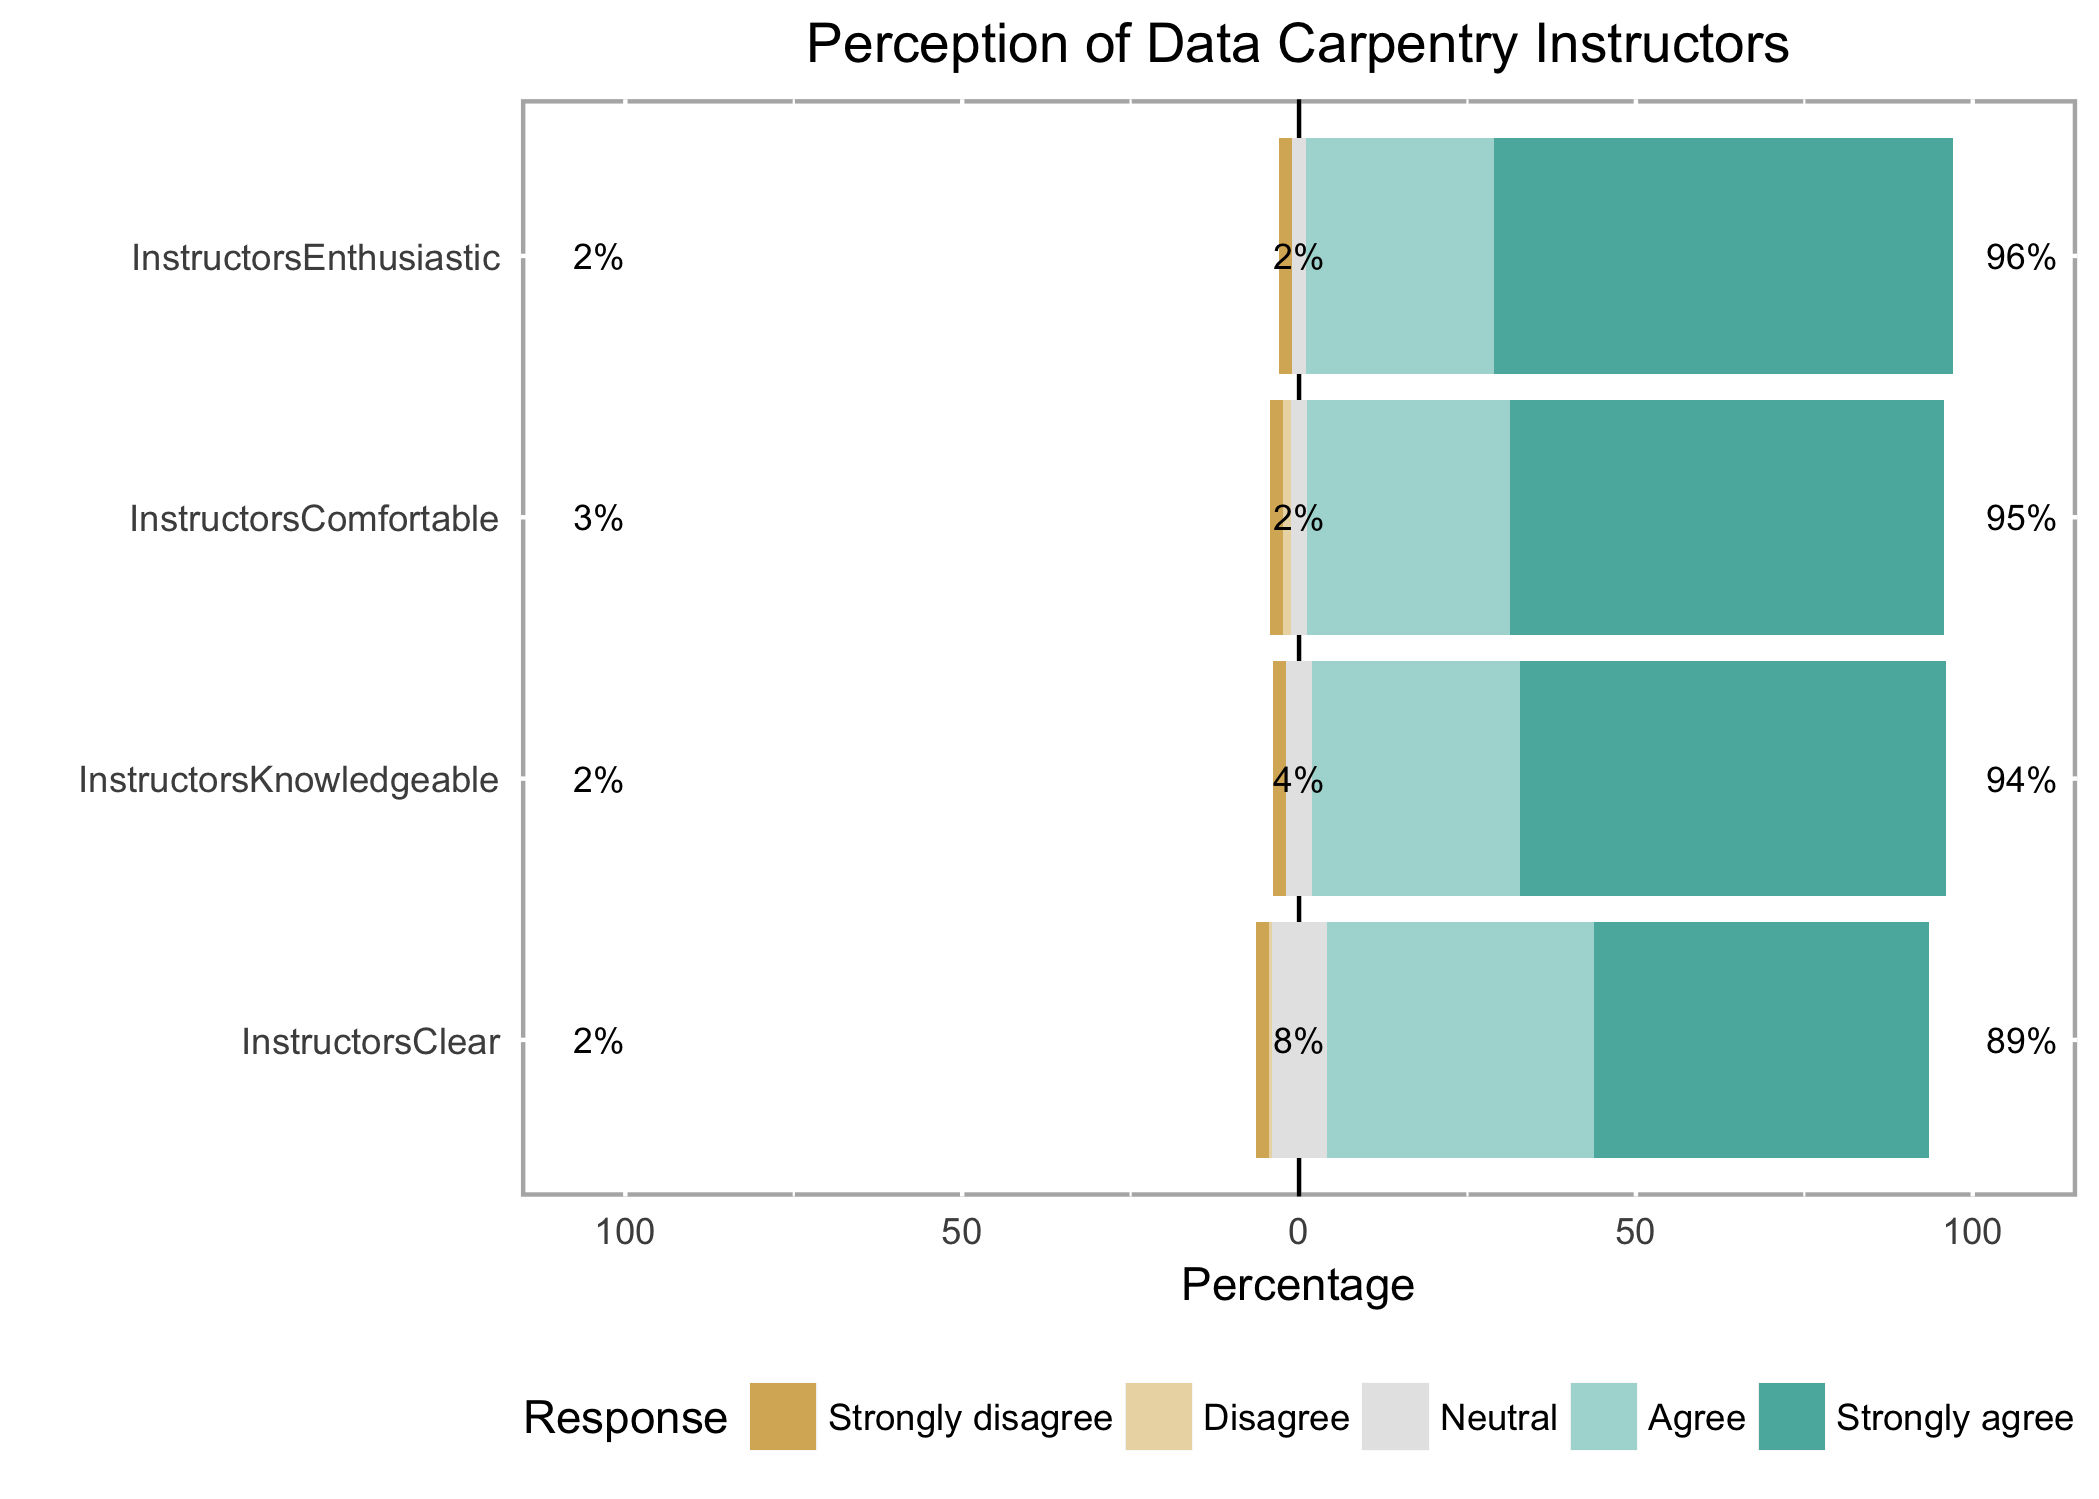 Perception of Data Carpentry Instructors
InstructorsEnthusiastic 2% 2% 96%
InstructorsComfortable 3% 2% 95%
InstructorsKnowledgeable 2% 4% 94%
InstructorsClear 2% 8% 89%
100 50 0 50 100
Percentage
Response Strongly disagree Disagree Neutral Agree Strongly agree